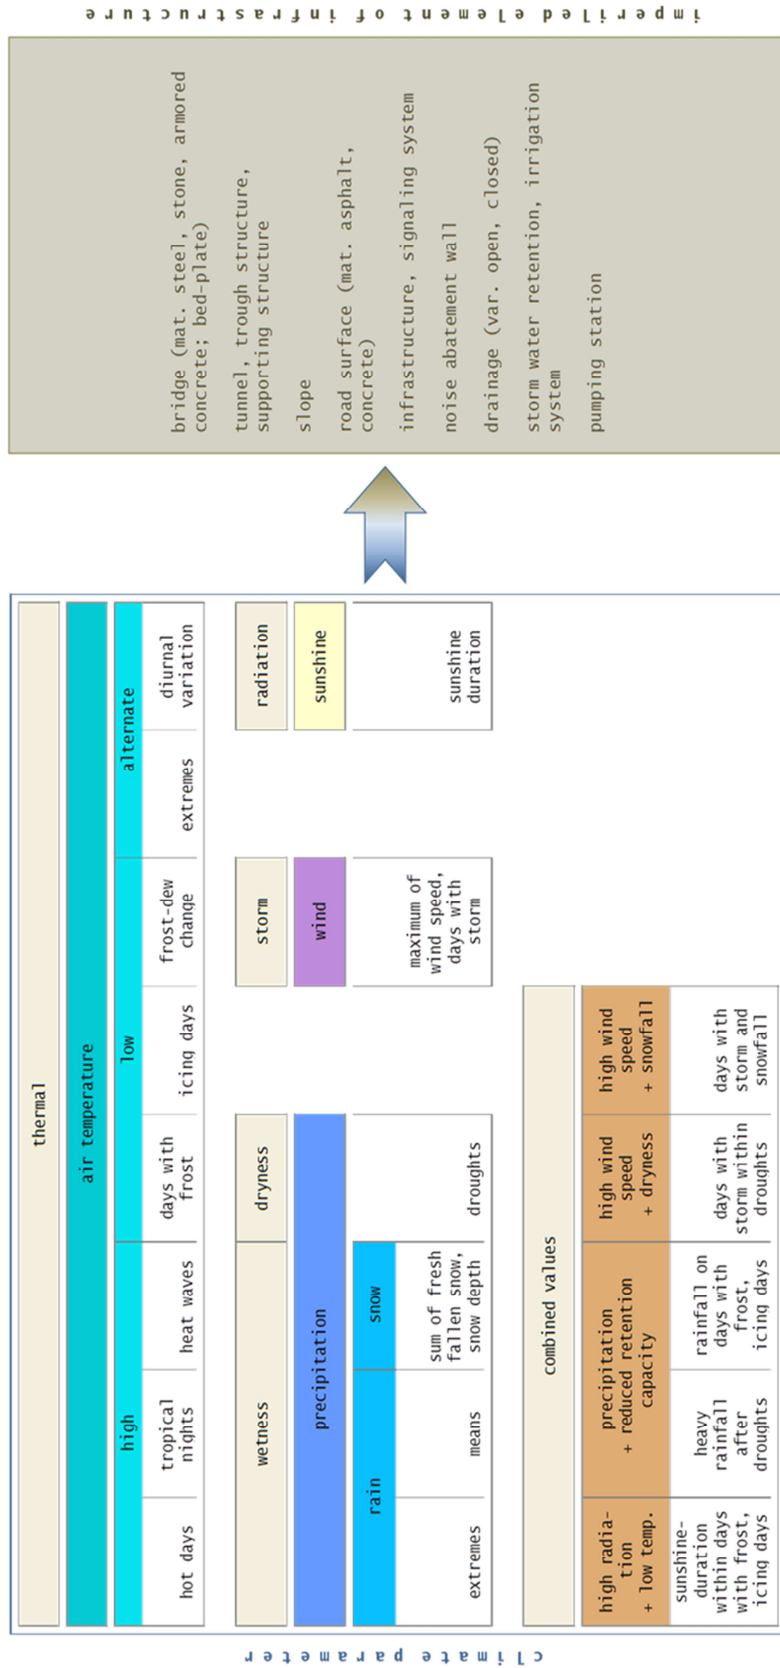 climate parameter
thermal
air temperature
high
low
alternate
hot days
tropical
nights
heat waves
days with
frost
icing days
frost-dew
change
extremes
diurnal
variation
wetness
dryness
storm
radiation
precipitation
wind
sunshine
rain
snow
extremes
means
sum of fresh
fallen snow,
snow depth
droughts
maximum of
wind speed,
days with
storm
sunshine
duration
combined values
high radia-
tion
+ low temp.
precipitation
+ reduced retention
capacity
high wind
speed
+ dryness
high wind
speed
+ snowfall
sunshine-
duration
within days
with frost,
icing days
heavy
rainfall
after
droughts
rainfall on
days with
frost,
icing days
days with
storm within
droughts
days with
storm and
snowfall
bridge (mat. steel, stone, armored
concrete; bed-plate)
tunnel, trough structure,
supporting structure
slope
road surface (mat. asphalt,
concrete)
infrastructure, signaling system
noise abatement wall
drainage (var. open, closed)
storm water retention, irrigation
system
pumping station
imperiled element of infrastructure